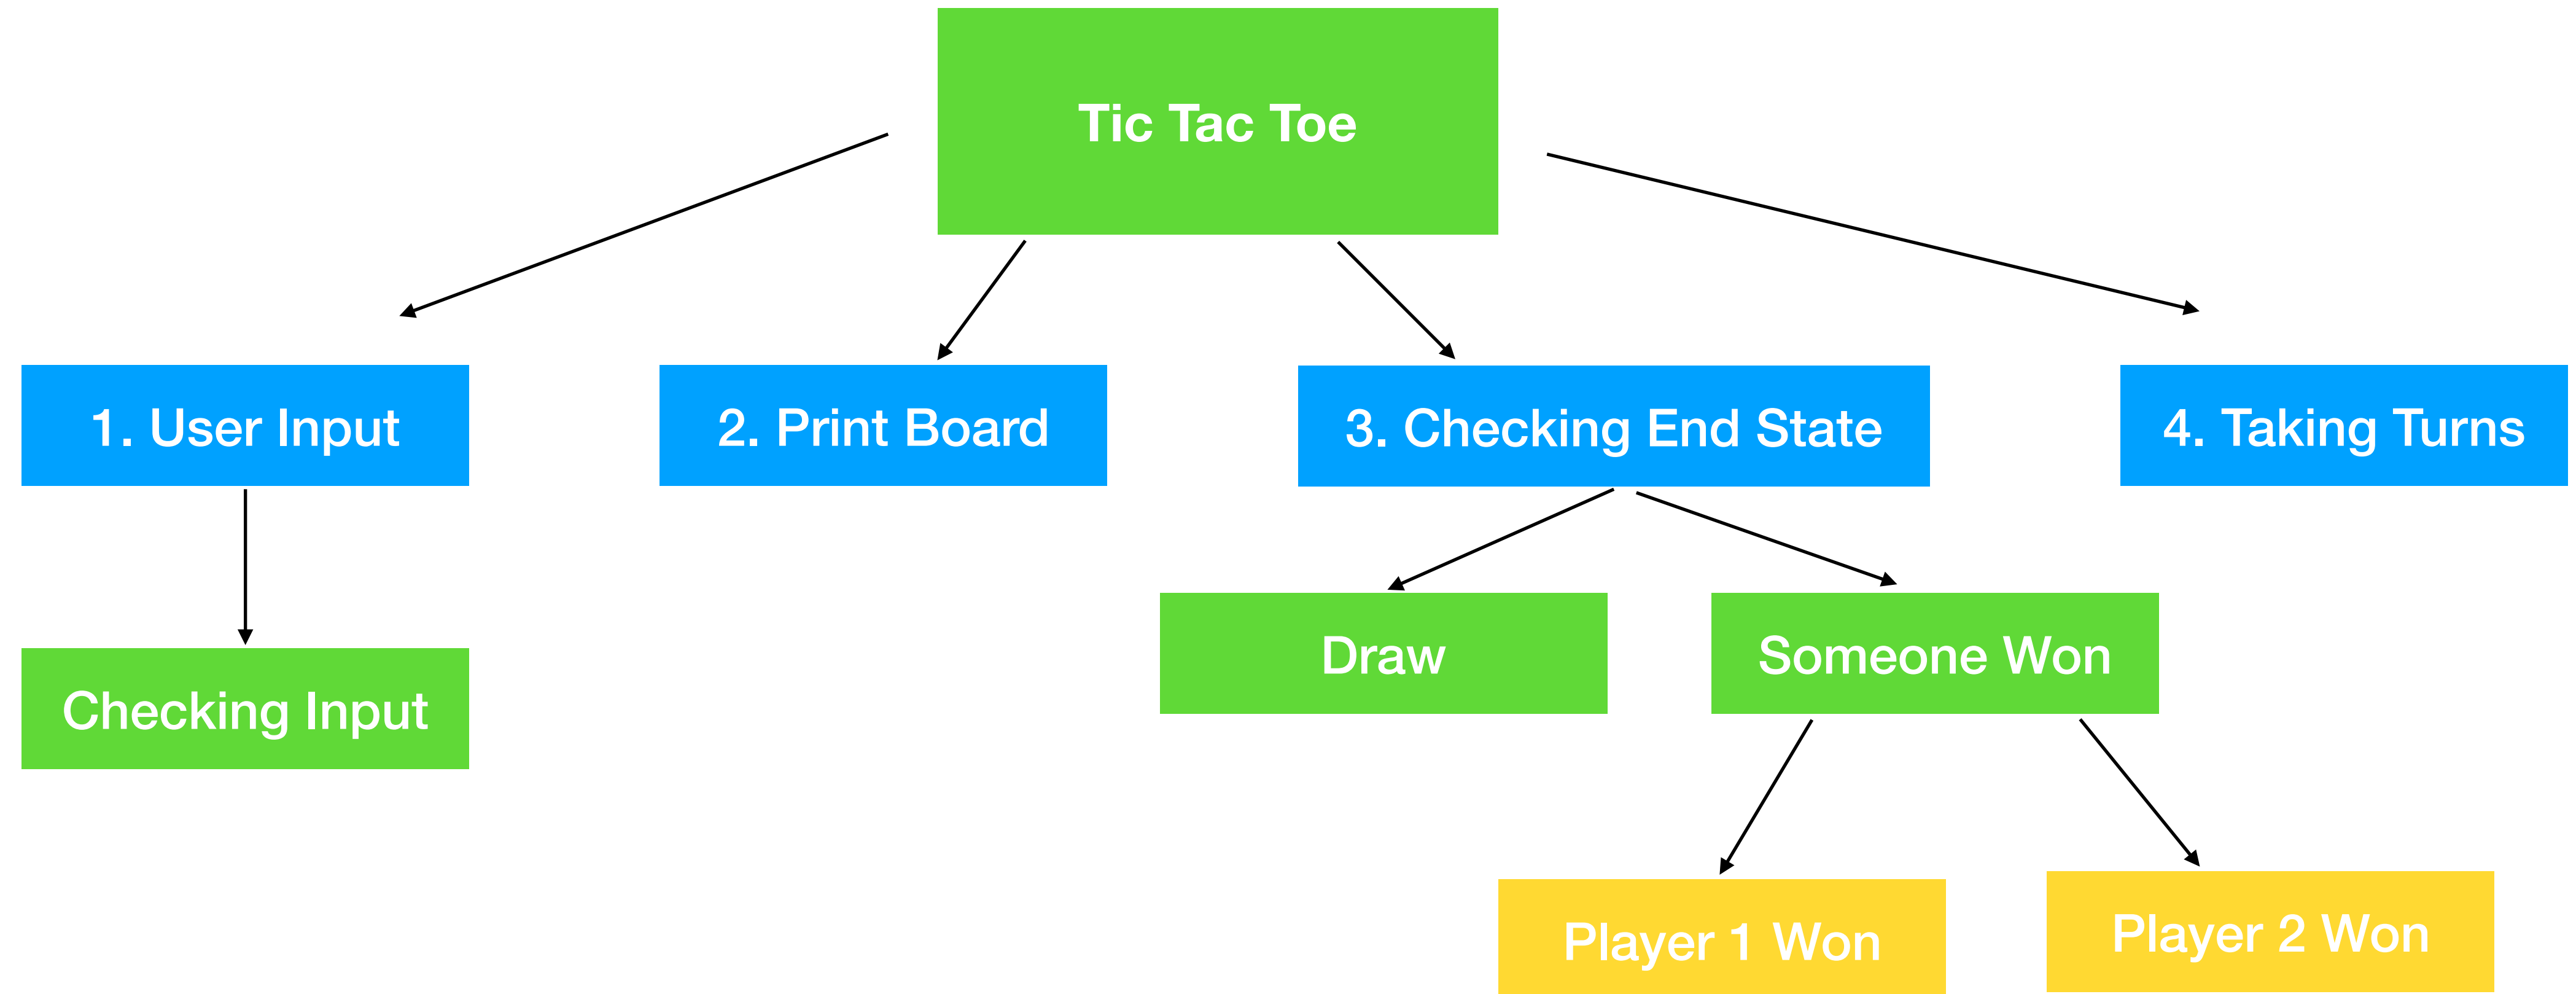 Tic Tac Toe
1. User Input
2. Print Board
3. Checking End State
4. Taking Turns
Checking Input
Draw
Someone Won
Player 1 Won
Player 2 Won